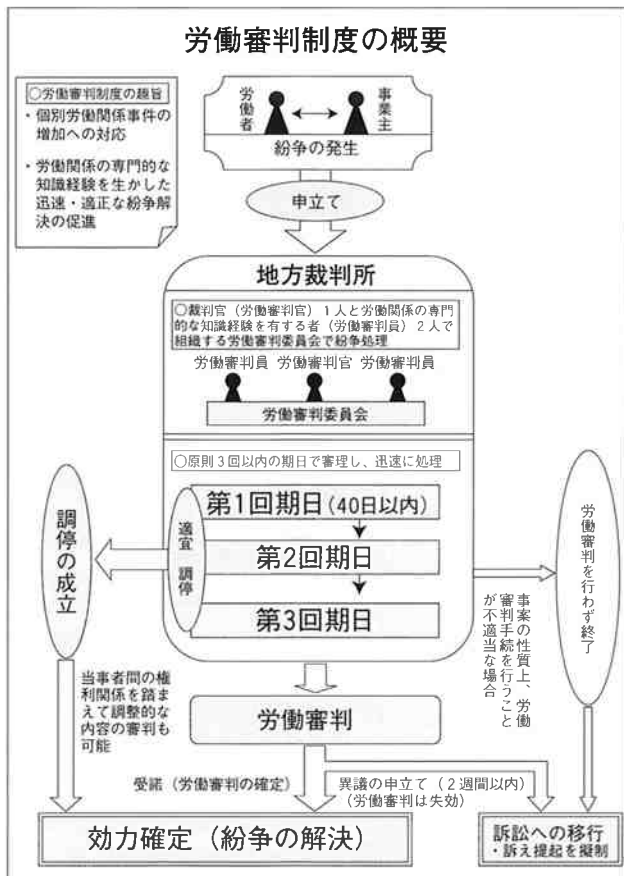 労働審判制度の概要
○労働審判制度の趣旨
・個別労働関係事件の
増加への対応
・労働関係の専門的な
知識経験を生かした
迅速・適正な紛争解
決の促進
労働者
事業主
紛争の発生
申立て
地方裁判所
○裁判官（労働審判官）1人と労働関係の専門
的な知識経験を有する者（労働審判員）2人で
組織する労働審判委員会で紛争処理
労働審判員 労働審判官 労働審判員
労働審判委員会
○原則3回以内の期日で審理し、迅速に処理
第1回期日(40日以内)
第2回期日
第3回期日
適宜 調停
調停の成立
労働審判を行わず終了
事案の性質上、労働
審判手続を行うこと
が不適当な場合
当事者間の権
利関係を踏ま
えて調整的な
内容の審判も
可能
労働審判
受諾（労働審判の確定）
異議の申立て（2週間以内）
（労働審判は失効）
効力確定（紛争の解決）
訴訟への移行
・訴え提起を擬制